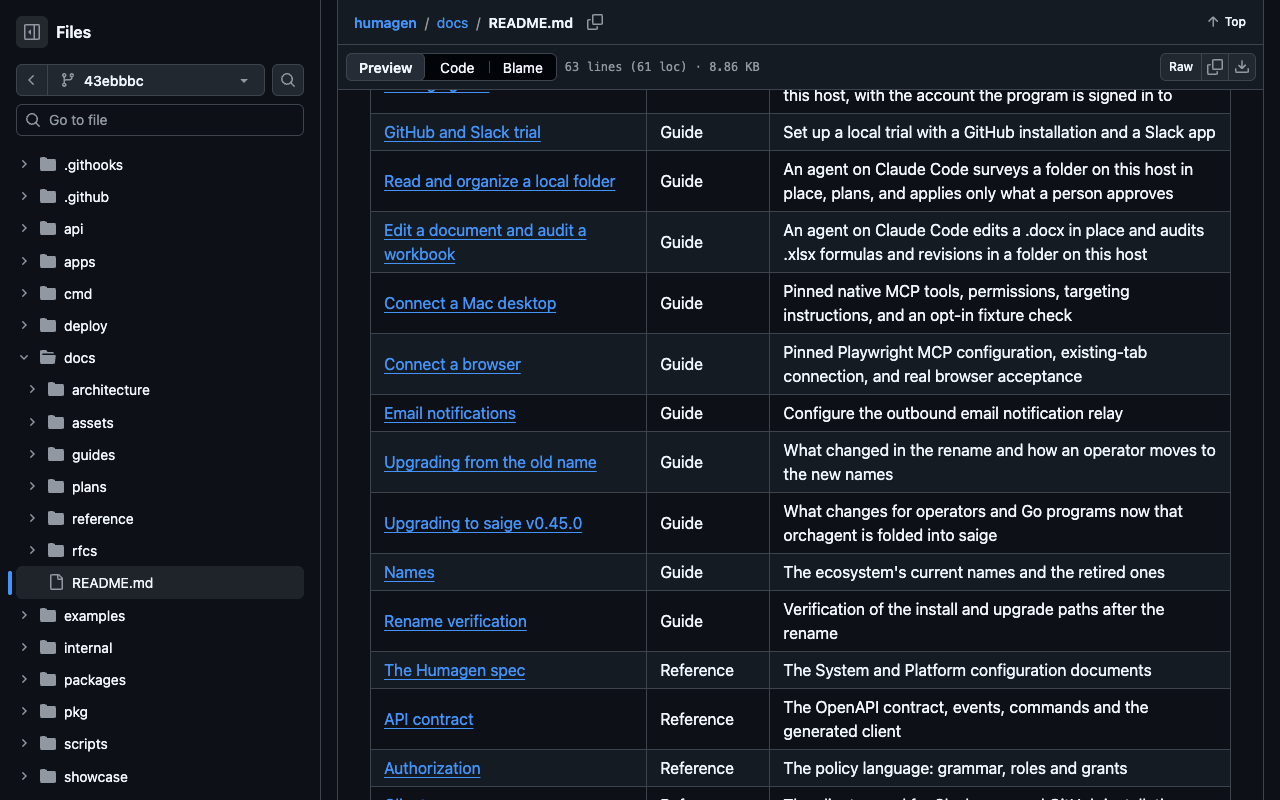 Files
humagen / docs / README.md
Top
43ebbbc
Preview Code Blame 63 lines (61 loc) · 8.86 KB
Raw
Go to file
.githooks
.github
api
apps
cmd
deploy
docs
architecture
assets
guides
plans
reference
rfcs
README.md
examples
internal
packages
pkg
scripts
showcase
this host, with the account the program is signed in to
GitHub and Slack trial Guide Set up a local trial with a GitHub installation and a Slack app
Read and organize a local folder Guide An agent on Claude Code surveys a folder on this host in
place, plans, and applies only what a person approves
Edit a document and audit a
workbook
Guide
An agent on Claude Code edits a .docx in place and audits
.xlsx formulas and revisions in a folder on this host
Connect a Mac desktop Guide Pinned native MCP tools, permissions, targeting
instructions, and an opt-in fixture check
Connect a browser Guide Pinned Playwright MCP configuration, existing-tab
connection, and real browser acceptance
Email notifications Guide Configure the outbound email notification relay
Upgrading from the old name Guide What changed in the rename and how an operator moves to
the new names
Upgrading to saige v0.45.0 Guide What changes for operators and Go programs now that
orchagent is folded into saige
Names Guide The ecosystem's current names and the retired ones
Rename verification Guide Verification of the install and upgrade paths after the
rename
The Humagen spec Reference The System and Platform configuration documents
API contract Reference The OpenAPI contract, events, commands and the
generated client
Authorization Reference The policy language: grammar, roles and grants